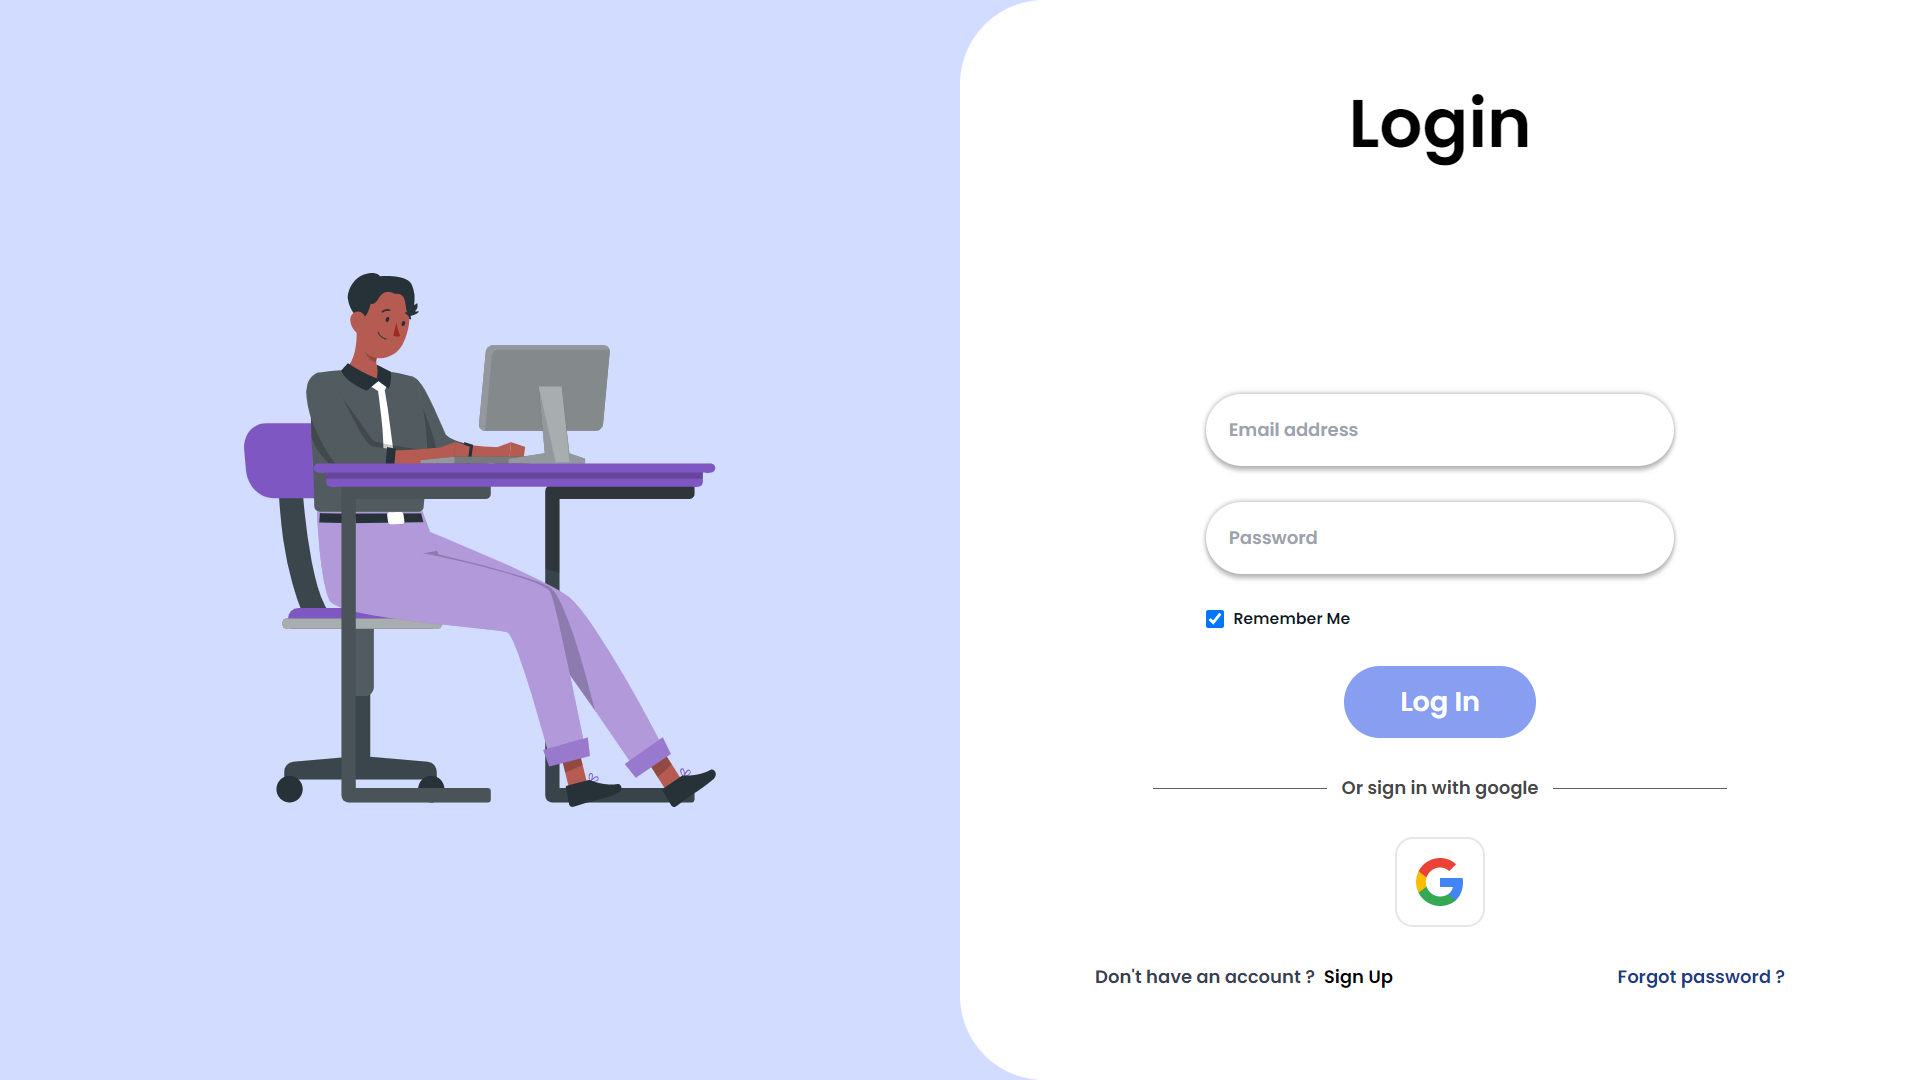 Login
Email address
Password
Remember Me
Log In
Or sign in with google
Don't have an account ? Sign Up
Forgot password ?